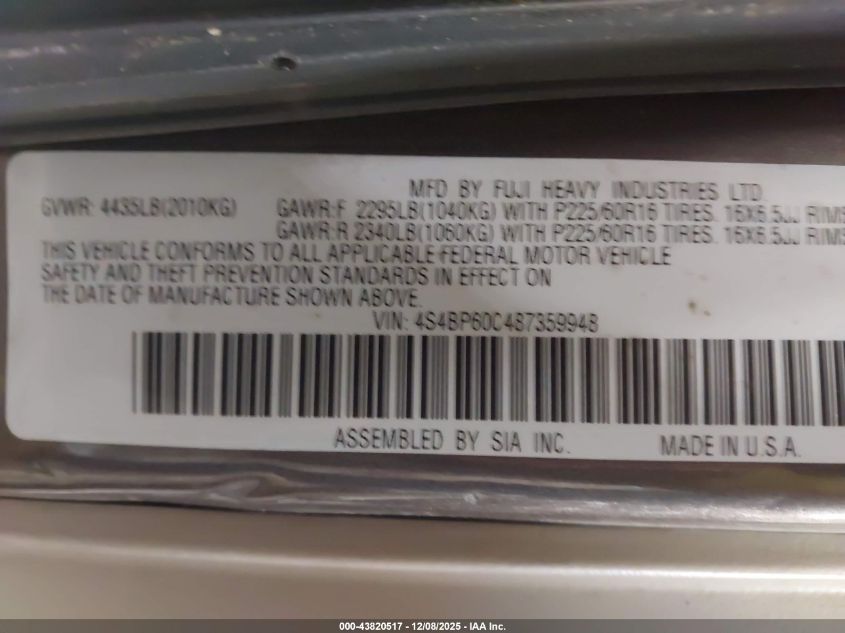 MFD BY FUJI HEAVY INDUSTRIES LTD.
GVWR: 4435LB(2010KG) GAWR:F 2295LB(1040KG) WITH P225/60R16 TIRES. 16X6.5JJ RIMS
GAWR:R 2340LB(1060KG) WITH P225/60R16 TIRES. 16X6.5JJ RIMS
THIS VEHICLE CONFORMS TO ALL APPLICABLE FEDERAL MOTOR VEHICLE
SAFETY AND THEFT PREVENTION STANDARDS IN EFFECT ON
THE DATE OF MANUFACTURE SHOWN ABOVE.
VIN: 4S4BP60C487359948
ASSEMBLED BY SIA INC. MADE IN U.S.A.
000-43820517 - 12/08/2025 - IAA Inc.